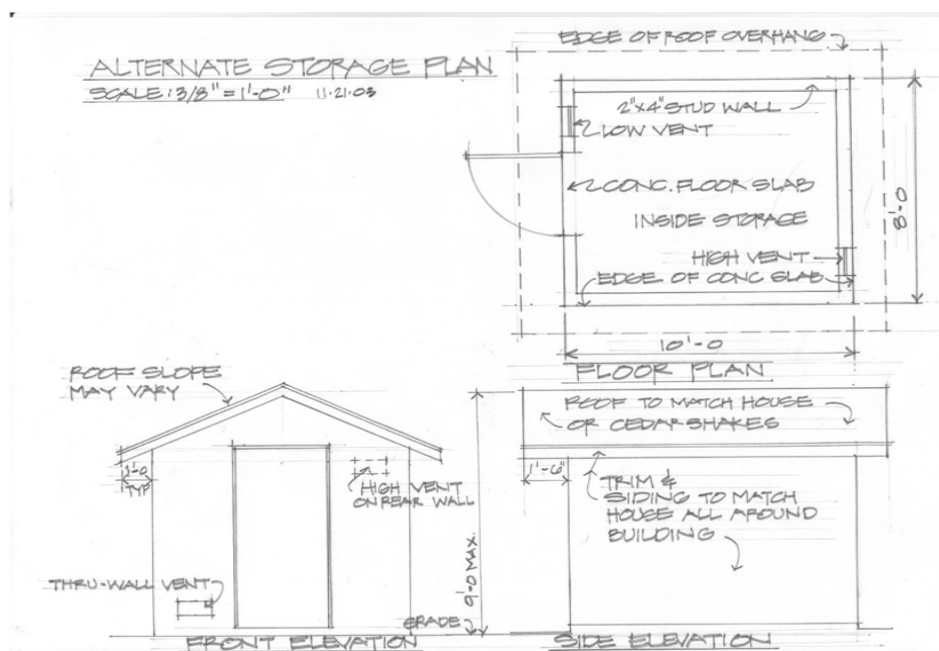 ALTERNATE STORAGE PLAN
SCALE: 3/8" = 1'-0" 11·21·03
EDGE OF ROOF OVERHANG
2"x4" STUD WALL
LOW VENT
CONC. FLOOR SLAB
INSIDE STORAGE
HIGH VENT
EDGE OF CONC SLAB
8'-0
10'-0
FLOOR PLAN
ROOF SLOPE
MAY VARY
1'-0
TYP
HIGH VENT
ON REAR WALL
THRU-WALL VENT
FRONT ELEVATION
9'-0 MAX.
GRADE
ROOF TO MATCH HOUSE
OR CEDAR SHAKES
1'-6"
TRIM &
SIDING TO MATCH
HOUSE ALL AROUND
BUILDING
SIDE ELEVATION